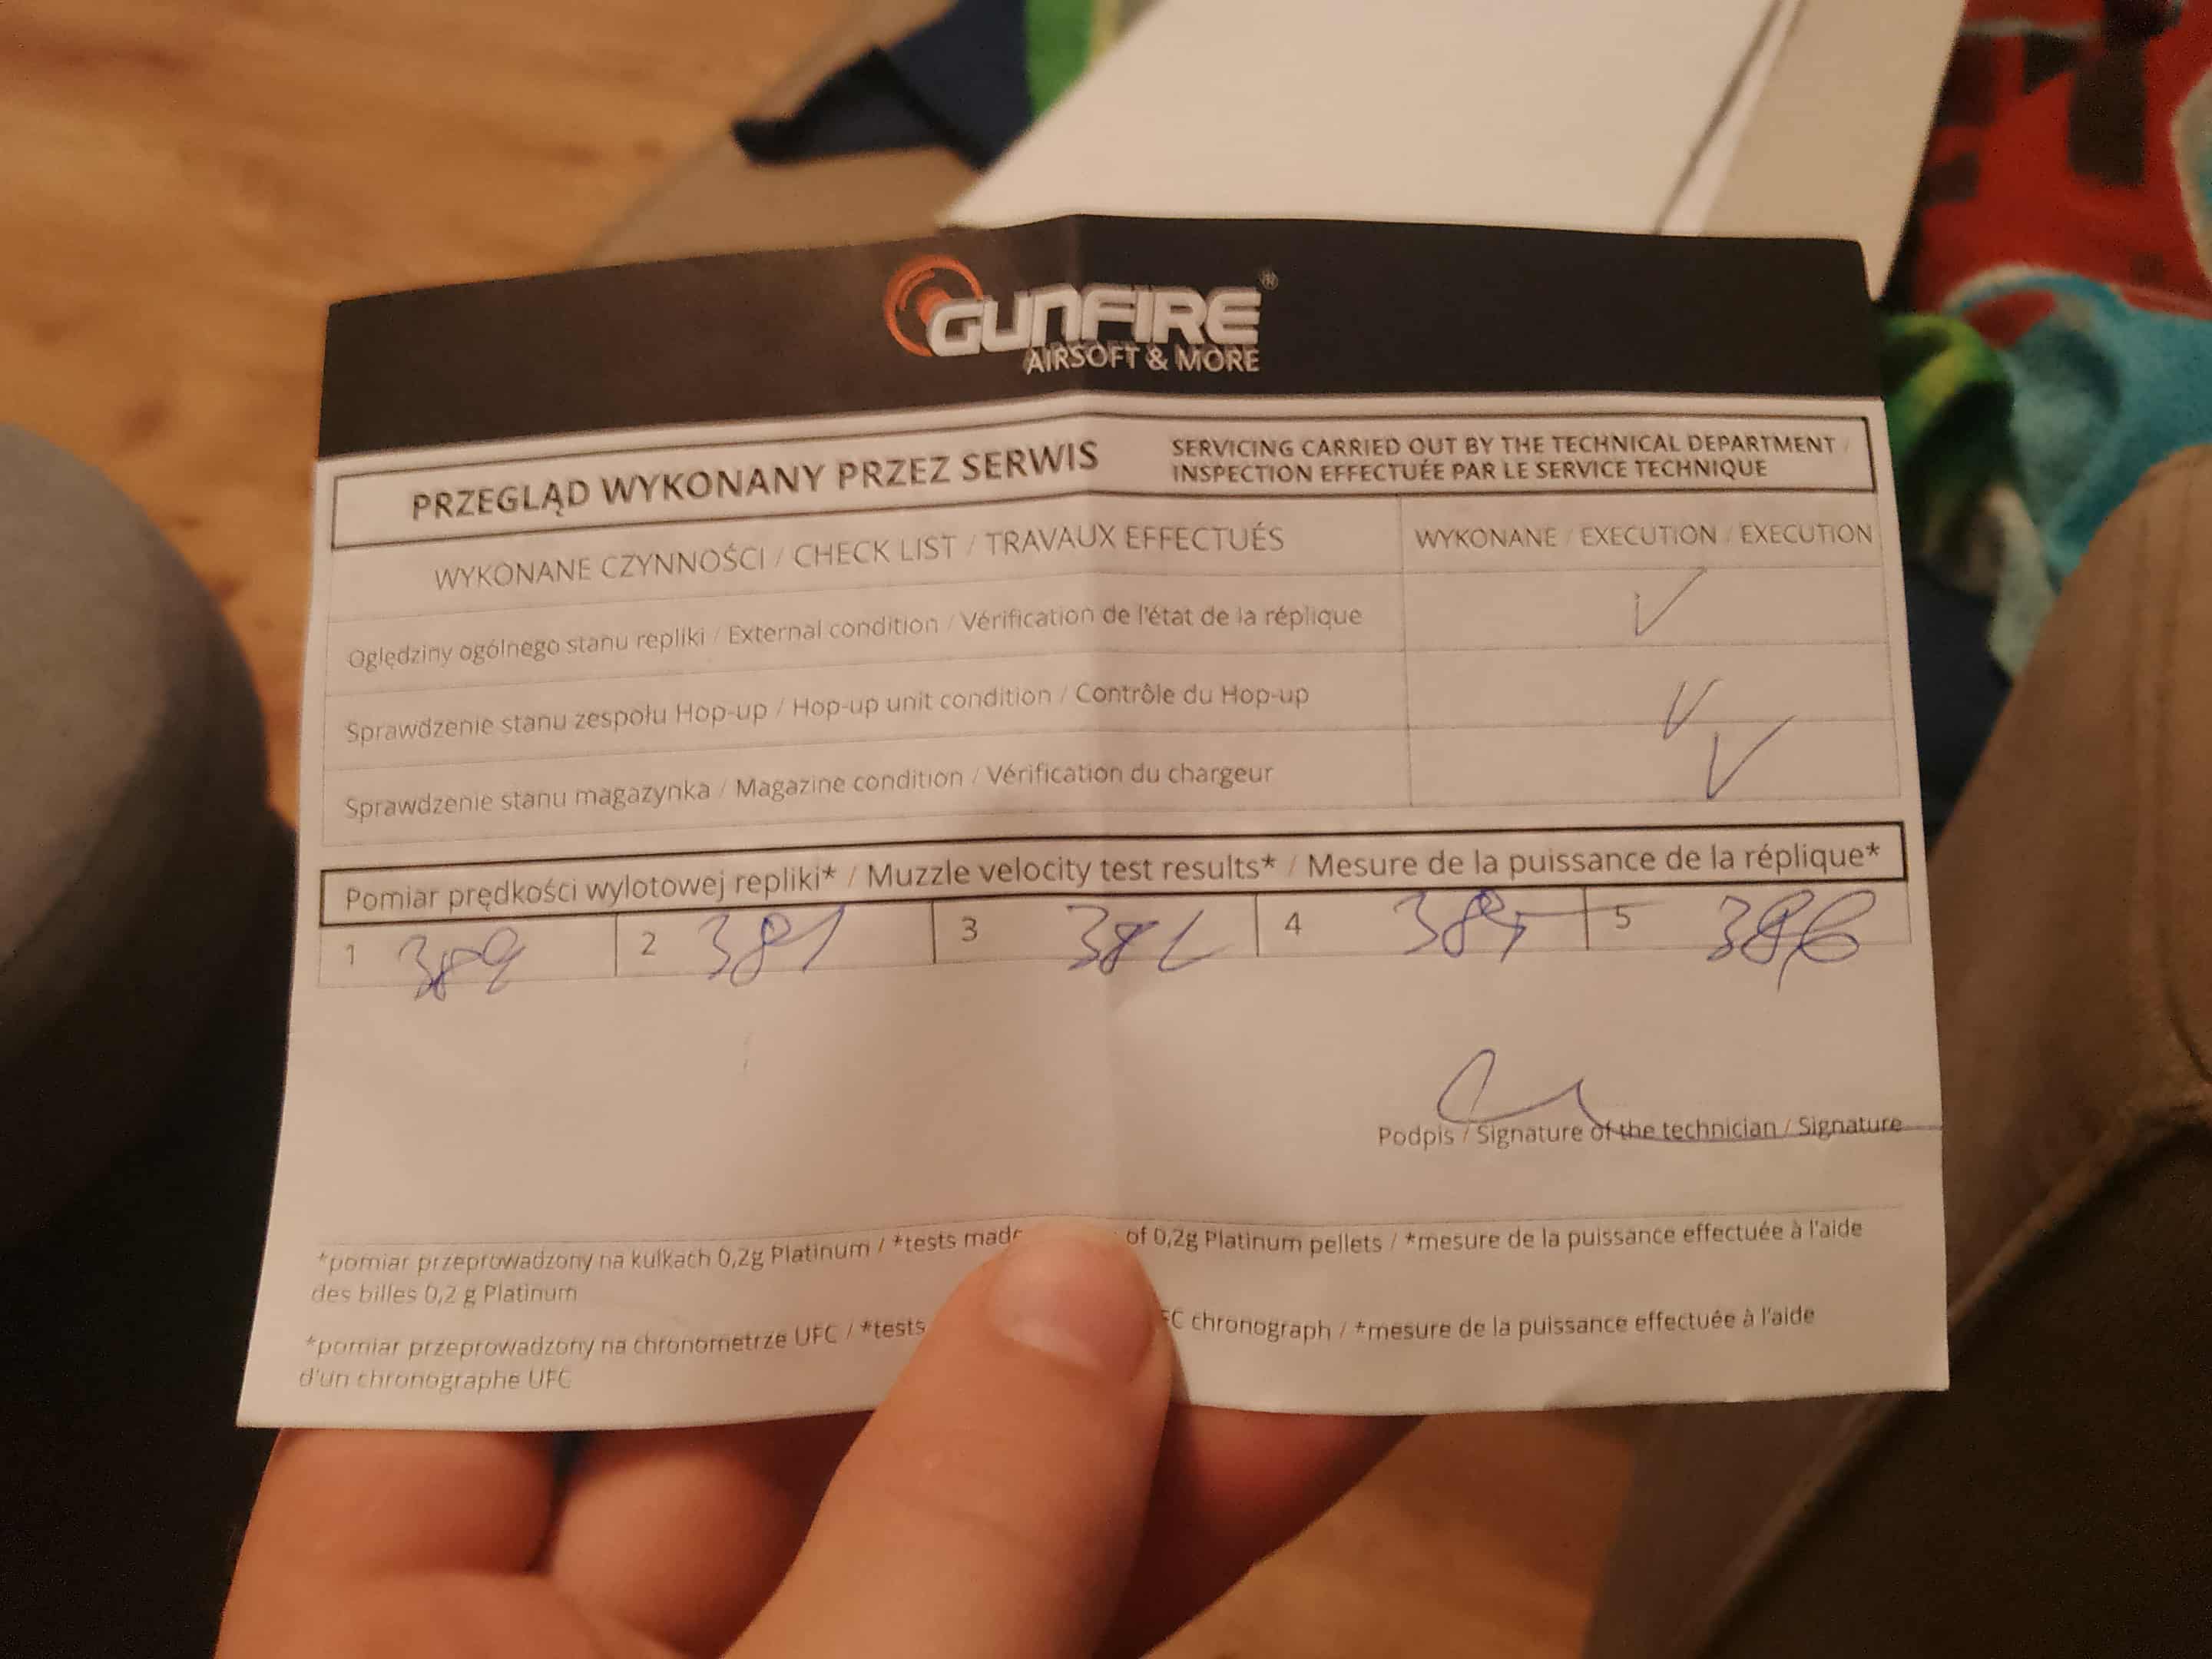 GUNFIRE®
AIRSOFT & MORE
PRZEGLĄD WYKONANY PRZEZ SERWIS
SERVICING CARRIED OUT BY THE TECHNICAL DEPARTMENT /
INSPECTION EFFECTUÉE PAR LE SERVICE TECHNIQUE
WYKONANE CZYNNOŚCI / CHECK LIST / TRAVAUX EFFECTUÉS
WYKONANE / EXECUTION / EXECUTION
Oględziny ogólnego stanu repliki / External condition / Vérification de l'état de la réplique
Sprawdzenie stanu zespołu Hop-up / Hop-up unit condition / Contrôle du Hop-up
Sprawdzenie stanu magazynka / Magazine condition / Vérification du chargeur
Pomiar prędkości wylotowej repliki* / Muzzle velocity test results* / Mesure de la puissance de la réplique*
1 389 2 381 3 4 385 5 386
Podpis / Signature of the technician / Signature
*pomiar przeprowadzony na kulkach 0,2g Platinum / *tests made of 0,2g Platinum pellets / *mesure de la puissance effectuée à l'aide
des billes 0,2 g Platinum
*pomiar przeprowadzony na chronometrze UFC / *tests chronograph / *mesure de la puissance effectuée à l'aide
d'un chronographe UFC